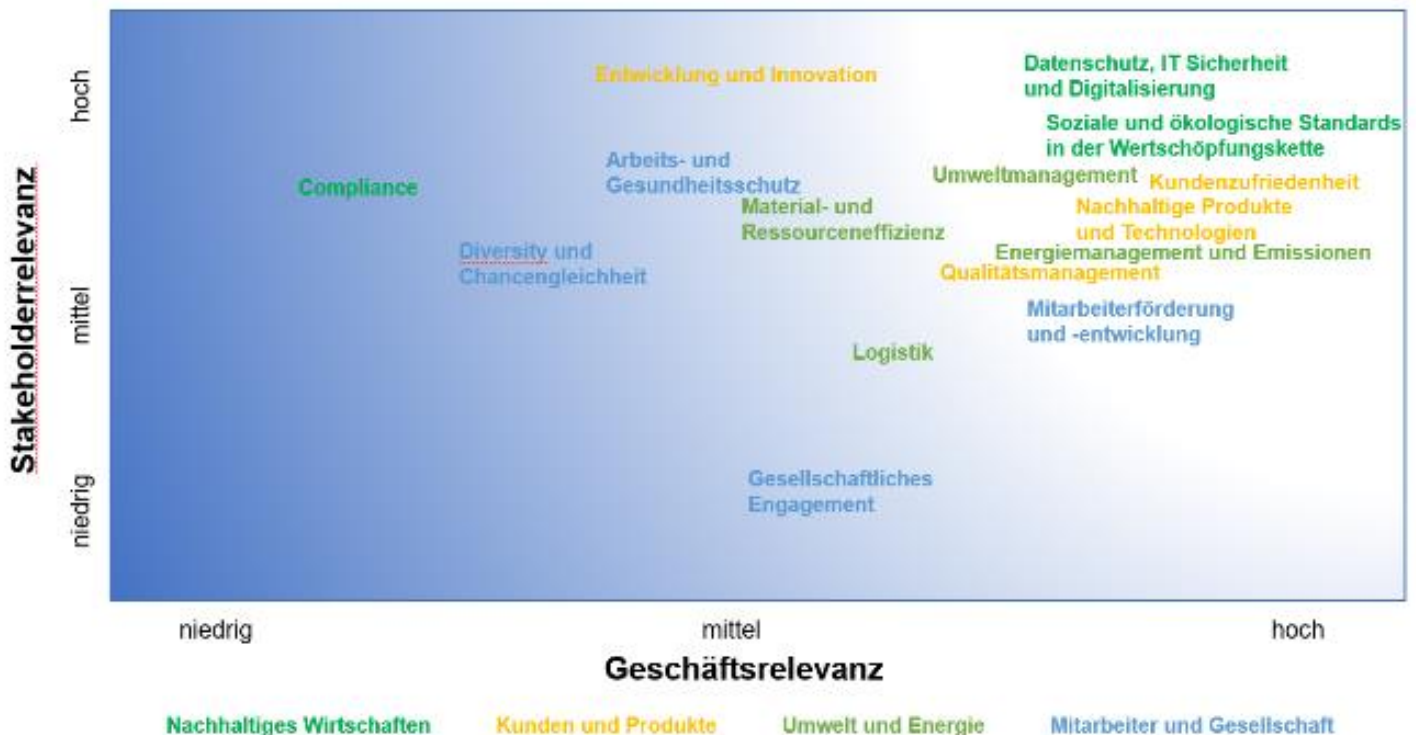 Stakeholderrelevanz
hoch
mittel
niedrig
Entwicklung und Innovation
Datenschutz, IT Sicherheit
und Digitalisierung
Soziale und ökologische Standards
in der Wertschöpfungskette
Arbeits- und
Gesundheitsschutz
Compliance
Umweltmanagement
Kundenzufriedenheit
Material- und
Ressourceneffizienz
Nachhaltige Produkte
und Technologien
Diversity und
Chancengleichheit
Energiemanagement und Emissionen
Qualitätsmanagement
Mitarbeiterförderung
und -entwicklung
Logistik
Gesellschaftliches
Engagement
niedrig
mittel
hoch
Geschäftsrelevanz
Nachhaltiges Wirtschaften
Kunden und Produkte
Umwelt und Energie
Mitarbeiter und Gesellschaft